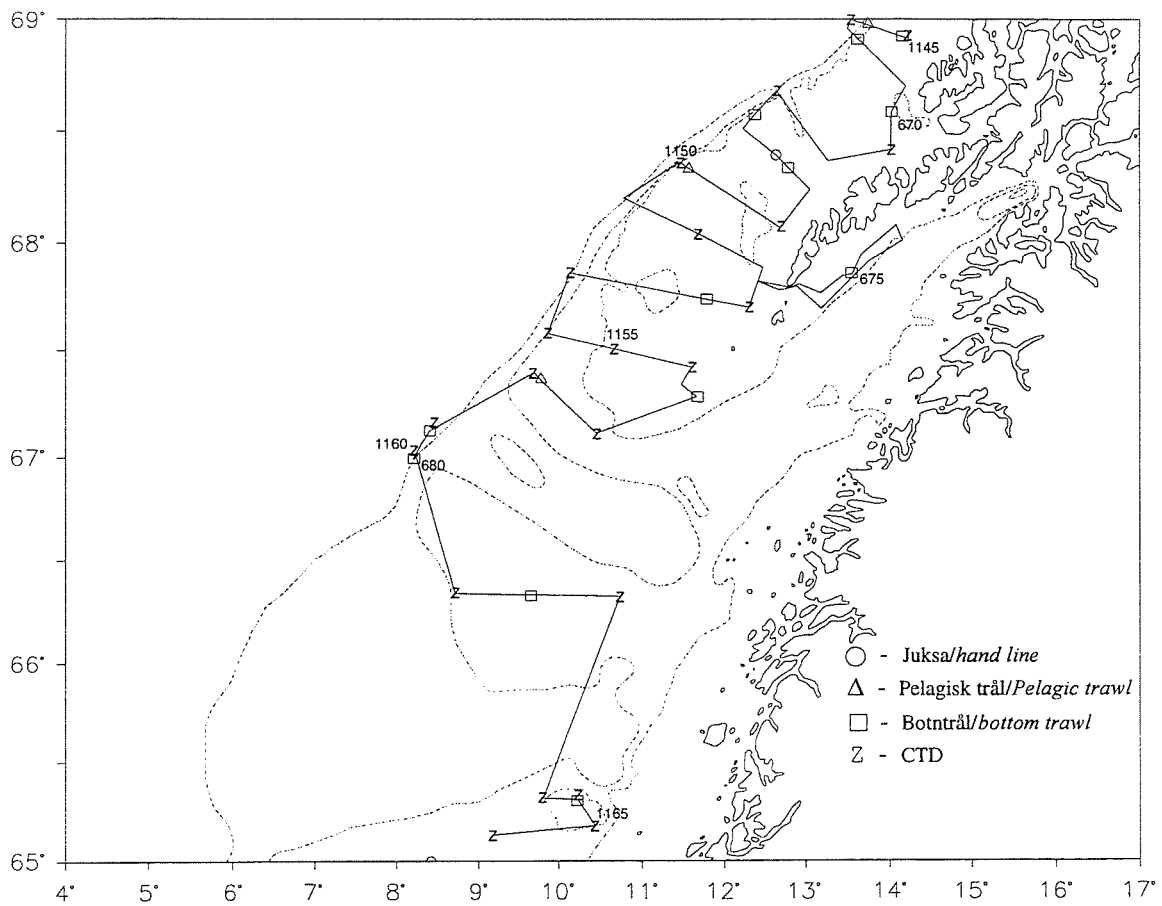 69°
1145
670
1150
68°
675
1155
1160
67°
680
66°
○ - Juksa/hand line
△ - Pelagisk trål/Pelagic trawl
□ - Botntrål/bottom trawl
Z - CTD
1165
65°
4° 5° 6° 7° 8° 9° 10° 11° 12° 13° 14° 15° 16° 17°